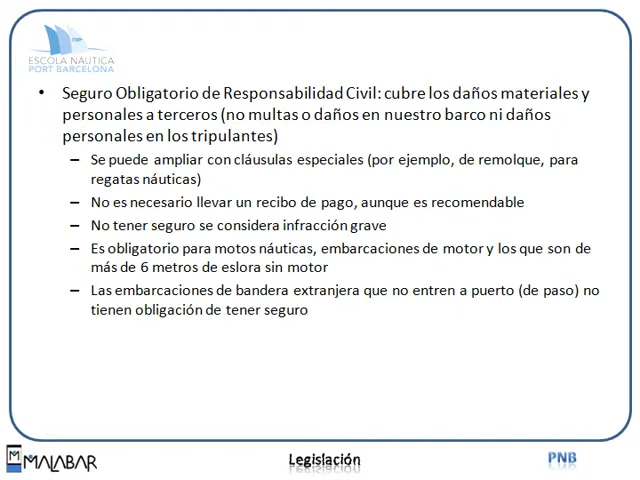 ESCOLA NÀUTICA
PORT BARCELONA
• Seguro Obligatorio de Responsabilidad Civil: cubre los daños materiales y
personales a terceros (no multas o daños en nuestro barco ni daños
personales en los tripulantes)
– Se puede ampliar con cláusulas especiales (por ejemplo, de remolque, para
regatas náuticas)
– No es necesario llevar un recibo de pago, aunque es recomendable
– No tener seguro se considera infracción grave
– Es obligatorio para motos náuticas, embarcaciones de motor y los que son de
más de 6 metros de eslora sin motor
– Las embarcaciones de bandera extranjera que no entren a puerto (de paso) no
tienen obligación de tener seguro
MALABAR
Legislación
PNB